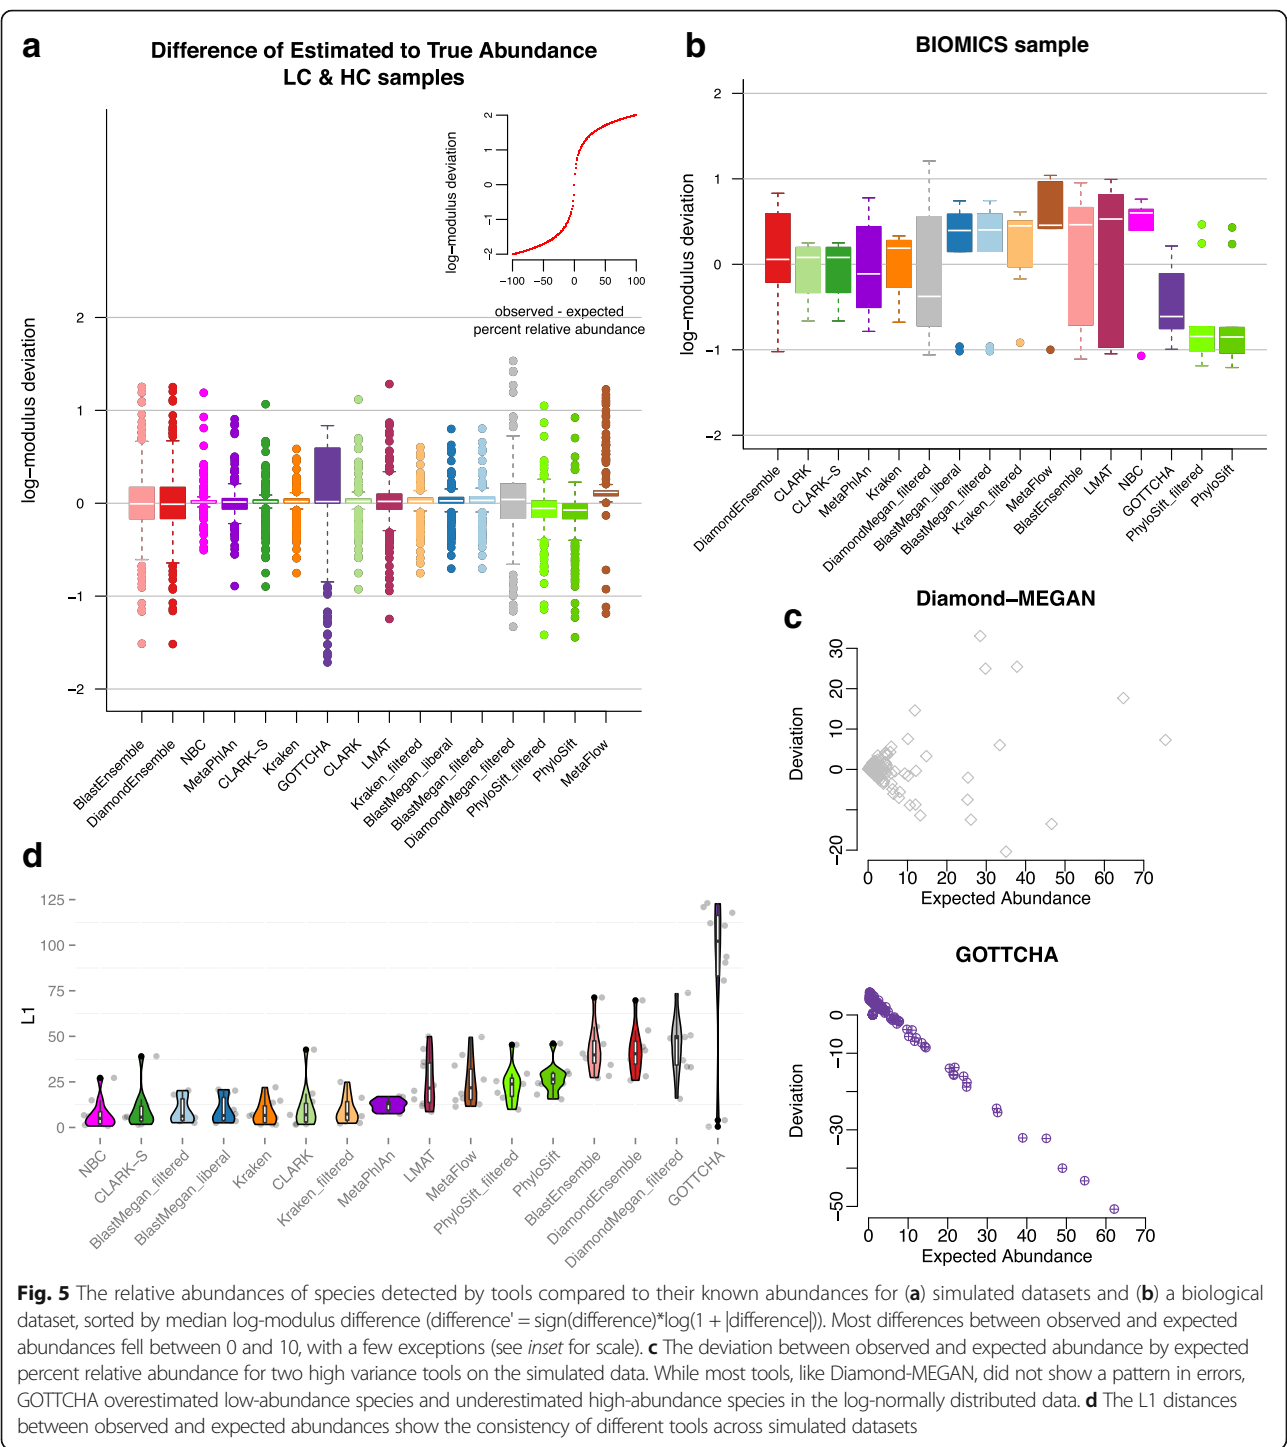 a
Difference of Estimated to True Abundance
LC & HC samples
log−modulus deviation
2
1
0
−1
−2
log−modulus deviation
2
1
0
−1
−2
−100
−50
0
50
100
observed - expected
percent relative abundance
BlastEnsemble
DiamondEnsemble
NBC
MetaPhlAn
CLARK−S
Kraken
GOTTCHA
CLARK
LMAT
Kraken_filtered
BlastMegan_liberal
BlastMegan_filtered
DiamondMegan_filtered
PhyloSift_filtered
PhyloSift
MetaFlow
b
BIOMICS sample
log−modulus deviation
2
1
0
−1
−2
DiamondEnsemble
CLARK
CLARK−S
MetaPhlAn
Kraken
DiamondMegan_filtered
BlastMegan_liberal
BlastMegan_filtered
Kraken_filtered
MetaFlow
BlastEnsemble
LMAT
NBC
GOTTCHA
PhyloSift_filtered
PhyloSift
c
Diamond−MEGAN
Deviation
30
20
10
0
−20
0 10 20 30 40 50 60 70
Expected Abundance
GOTTCHA
Deviation
0
−10
−30
−50
0 10 20 30 40 50 60 70
Expected Abundance
d
L1
125
100
75
50
25
0
NBC
CLARK−S
BlastMegan_filtered
BlastMegan_liberal
Kraken
CLARK
Kraken_filtered
MetaPhlAn
LMAT
MetaFlow
PhyloSift_filtered
PhyloSift
BlastEnsemble
DiamondEnsemble
DiamondMegan_filtered
GOTTCHA
Fig. 5 The relative abundances of species detected by tools compared to their known abundances for (a) simulated datasets and (b) a biological
dataset, sorted by median log-modulus difference (difference' = sign(difference)*log(1 + |difference|)). Most differences between observed and expected
abundances fell between 0 and 10, with a few exceptions (see inset for scale). c The deviation between observed and expected abundance by expected
percent relative abundance for two high variance tools on the simulated data. While most tools, like Diamond-MEGAN, did not show a pattern in errors,
GOTTCHA overestimated low-abundance species and underestimated high-abundance species in the log-normally distributed data. d The L1 distances
between observed and expected abundances show the consistency of different tools across simulated datasets